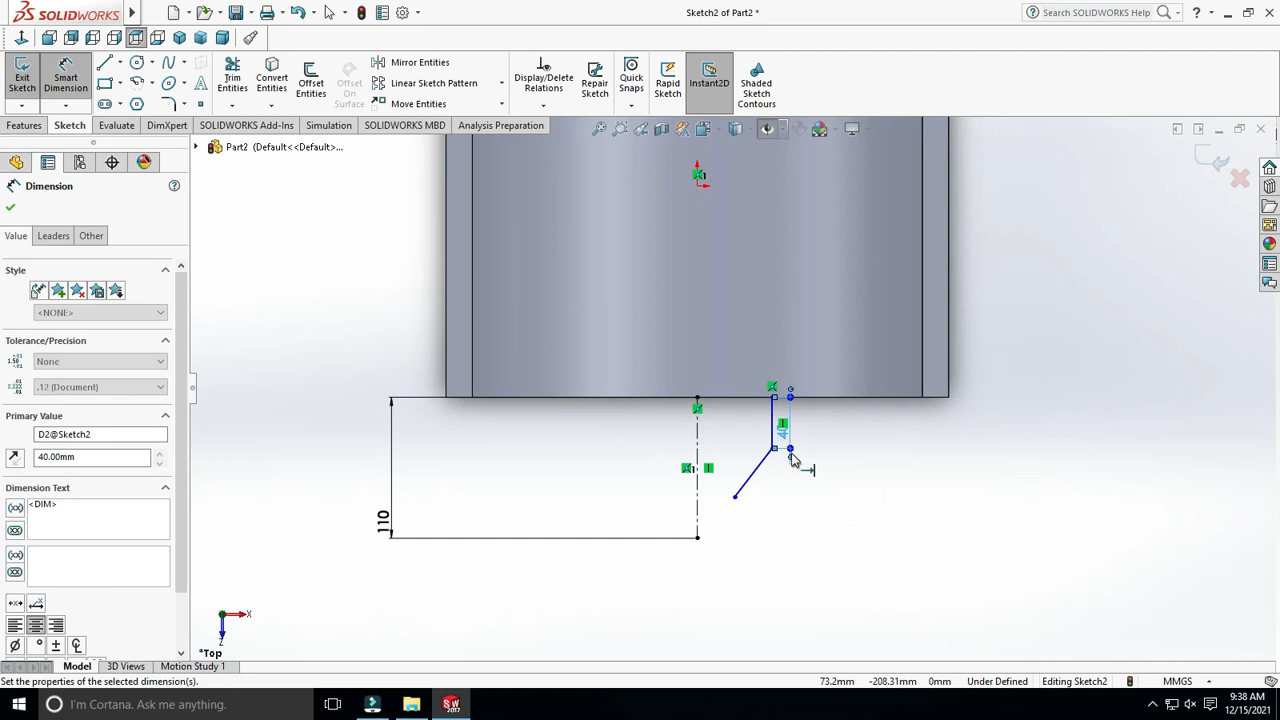 SOLIDWORKS
Sketch2 of Part2 *
Search SOLIDWORKS Help
Exit Sketch
Smart Dimension
Trim Entities
Convert Entities
Offset Entities
Offset On Surface
Mirror Entities
Linear Sketch Pattern
Move Entities
Display/Delete Relations
Repair Sketch
Quick Snaps
Rapid Sketch
Instant2D
Shaded Sketch Contours
Features Sketch Evaluate DimXpert SOLIDWORKS Add-Ins Simulation SOLIDWORKS MBD Analysis Preparation
Part2 (Default<<Default>...
Dimension
Value Leaders Other
Style
<NONE>
Tolerance/Precision
None
.12 (Document)
Primary Value
D2@Sketch2
40.00mm
Dimension Text
<DIM>
110
40
X
Z
*Top
Model 3D Views Motion Study 1
Set the properties of the selected dimension(s).
73.2mm -208.31mm 0mm Under Defined Editing Sketch2 MMGS
I'm Cortana. Ask me anything.
9:38 AM
12/15/2021